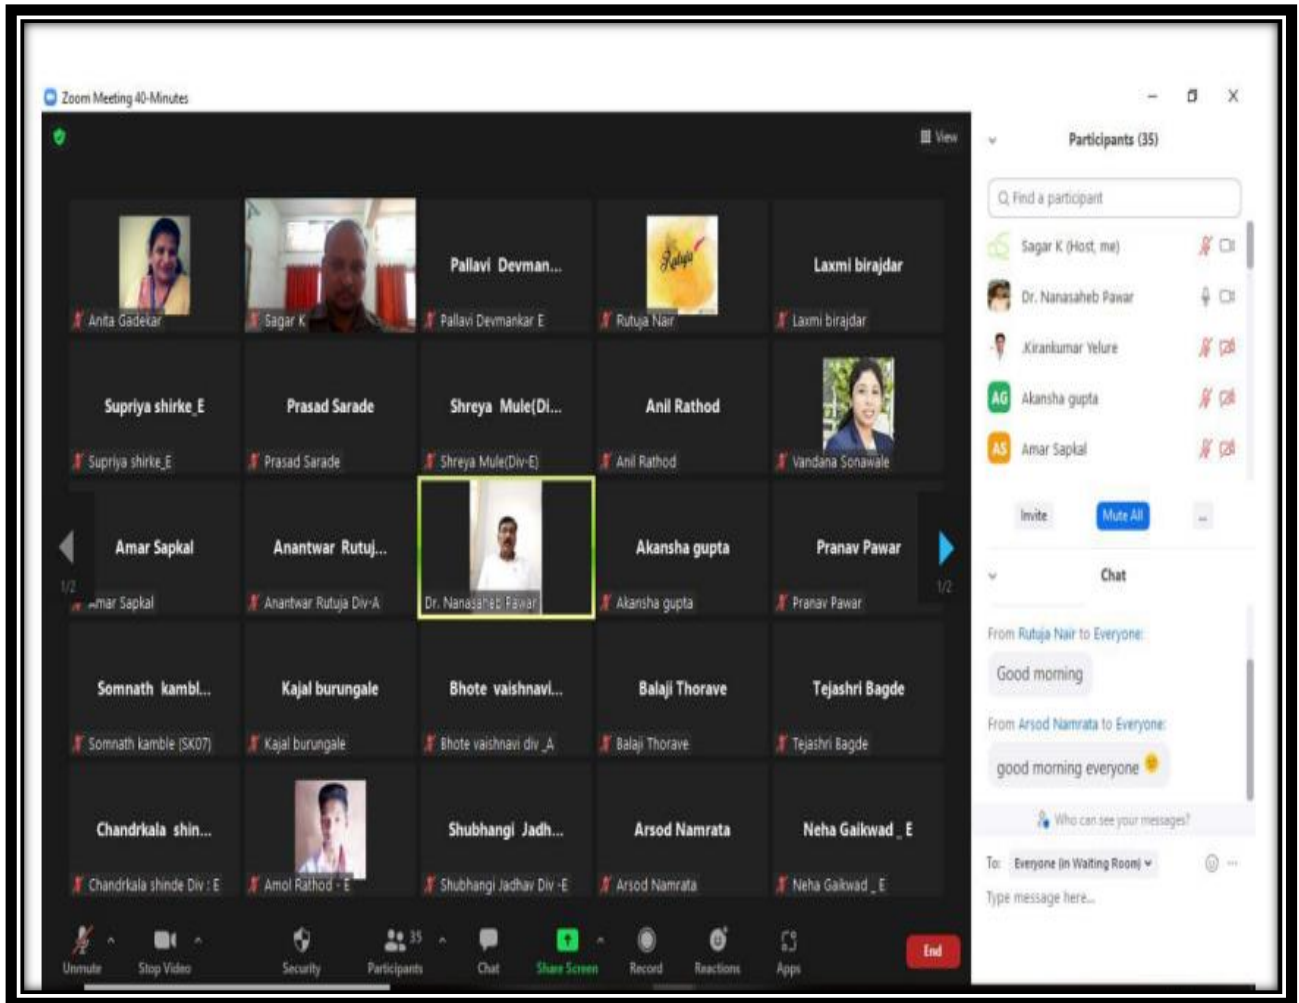 Zoom Meeting 40-Minutes
View
Anita Gadekar
Sagar K
Pallavi Devman...
Pallavi Devmankar E
Rutuja
Rutuja Nair
Laxmi birajdar
Laxmi birajdar
Supriya shirke_E
Supriya shirke_E
Prasad Sarade
Prasad Sarade
Shreya Mule(Di...
Shreya Mule(Div-E)
Anil Rathod
Anil Rathod
Vandana Sonawale
1/2
Amar Sapkal
Amar Sapkal
Anantwar Rutuj...
Anantwar Rutuja Div-A
Dr. Nanasaheb Pawar
Akansha gupta
Akansha gupta
Pranav Pawar
Pranav Pawar
1/2
Somnath kambl...
Somnath kamble (SK07)
Kajal burungale
Kajal burungale
Bhote vaishnavi...
Bhote vaishnavi div _A
Balaji Thorave
Balaji Thorave
Tejashri Bagde
Tejashri Bagde
Chandrkala shin...
Chandrkala shinde Div : E
Amol Rathod - E
Shubhangi Jadh...
Shubhangi Jadhav Div -E
Arsod Namrata
Arsod Namrata
Neha Gaikwad _ E
Neha Gaikwad _ E
Unmute
Stop Video
Security
35
Participants
Chat
Share Screen
Record
Reactions
Apps
End
Participants (35)
Find a participant
Sagar K (Host, me)
Dr. Nanasaheb Pawar
.Kirankumar Yelure
AG
Akansha gupta
AS
Amar Sapkal
Invite
Mute All
...
Chat
From Rutuja Nair to Everyone:
Good morning
From Arsod Namrata to Everyone:
good morning everyone 🙂
Who can see your messages?
To: Everyone (in Waiting Room)
Type message here...